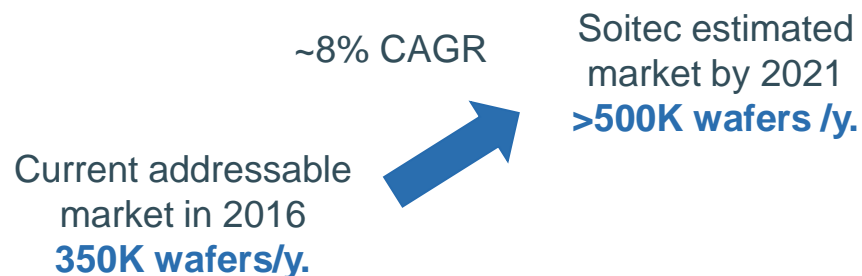 ~8% CAGR
Soitec estimated
market by 2021
>500K wafers /y.
Current addressable
market in 2016
350K wafers/y.